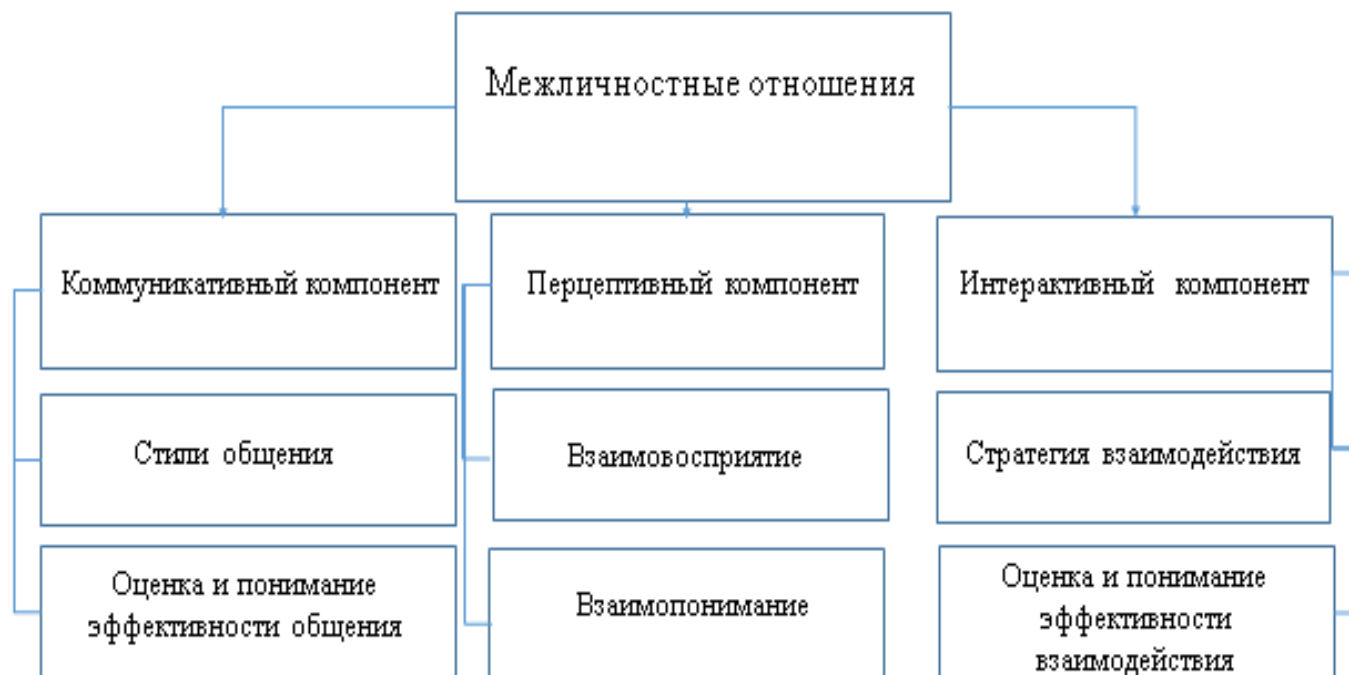 Межличностные отношения
Коммуникативный компонент
Перцептивный компонент
Интерактивный компонент
Стили общения
Взаимовосприятие
Стратегия взаимодействия
Оценка и понимание
эффективности общения
Взаимопонимание
Оценка и понимание
эффективности
взаимодействия